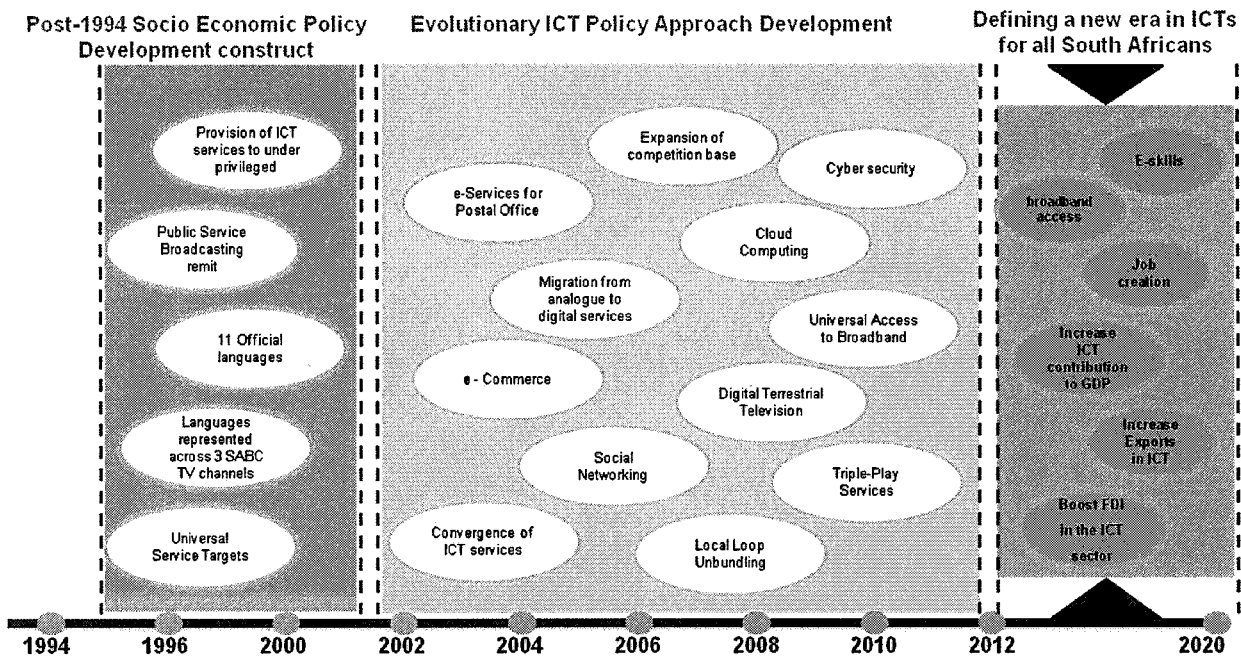 Post-1994 Socio Economic Policy
Development construct
Evolutionary ICT Policy Approach Development
Defining a new era in ICTs
for all South Africans
Provision of ICT
services to under
privileged
Public Service
Broadcasting
remit
11 Official
languages
Languages
represented
across 3 SABC
TV channels
Universal
Service Targets
Expansion of
competition base
Cyber security
e-Services for
Postal Office
Cloud
Computing
Migration from
analogue to
digital services
Universal Access
to Broadband
e - Commerce
Digital Terrestrial
Television
Social
Networking
Triple-Play
Services
Convergence of
ICT services
Local Loop
Unbundling
E-skills
broadband
access
Job
creation
Increase
ICT
contribution
to GDP
Increase
Exports
in ICT
Boost FDI
in the ICT
sector
1994
1996
2000
2002
2004
2006
2008
2010
2012
2020